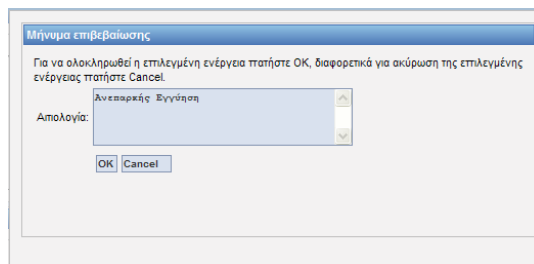 Μήνυμα επιβεβαίωσης
Για να ολοκληρωθεί η επιλεγμένη ενέργεια πατήστε OK, διαφορετικά για ακύρωση της επιλεγμένης
ενέργειας πατήστε Cancel.
Ανεπαρκής Εγγύηση
Αιτιολογία:
OK Cancel